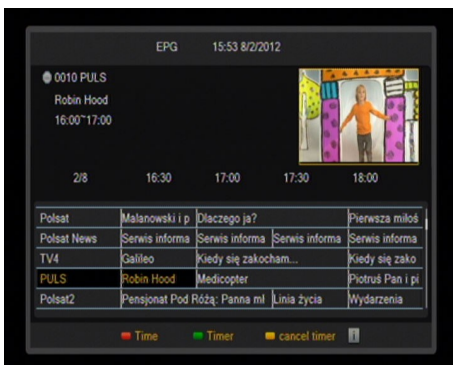 EPG 15:53 8/2/2012
0010 PULS
Robin Hood
16:00~17:00
2/8 16:30 17:00 17:30 18:00
Polsat Malanowski i p Dlaczego ja? Pierwsza miłoś
Polsat News Serwis informa Serwis informa Serwis informa Serwis informa
TV4 Galileo Kiedy się zakocham... Kiedy się zako
PULS Robin Hood Medicopter Piotruś Pan i pi
Polsat2 Pensjonat Pod Różą: Panna mł Linia życia Wydarzenia
Time Timer cancel timer i